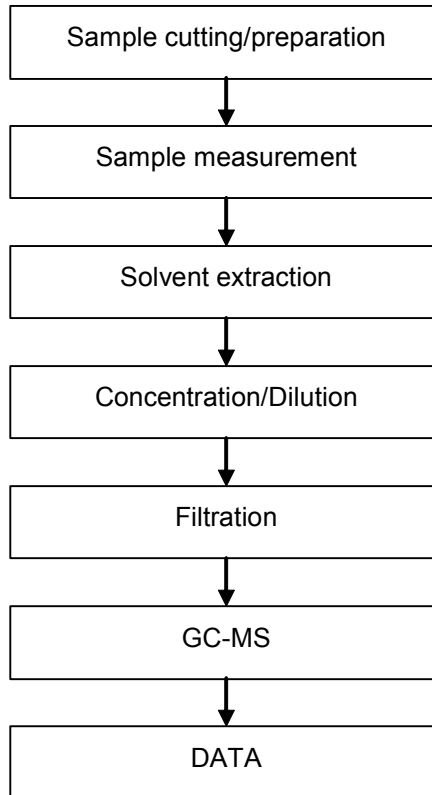 Sample cutting/preparation
Sample measurement
Solvent extraction
Concentration/Dilution
Filtration
GC-MS
DATA